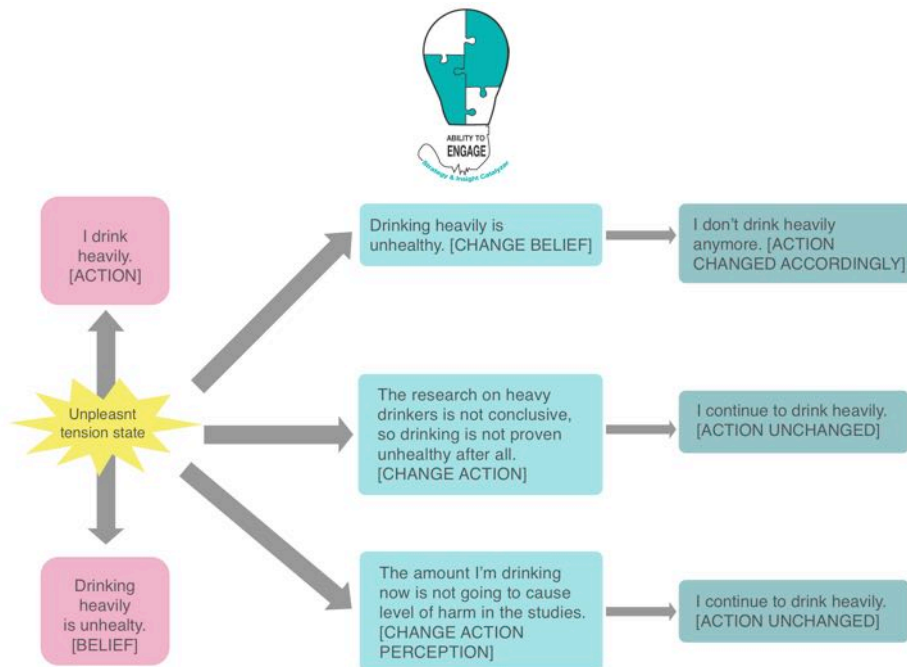 ABILITY TO
ENGAGE
Strategy & Insight Catalyzer
I drink
heavily.
[ACTION]
Unpleasnt
tension state
Drinking
heavily
is unhealty.
[BELIEF]
Drinking heavily is
unhealthy. [CHANGE BELIEF]
I don't drink heavily
anymore. [ACTION
CHANGED ACCORDINGLY]
The research on heavy
drinkers is not conclusive,
so drinking is not proven
unhealthy after all.
[CHANGE ACTION]
I continue to drink heavily.
[ACTION UNCHANGED]
The amount I'm drinking
now is not going to cause
level of harm in the studies.
[CHANGE ACTION
PERCEPTION]
I continue to drink heavily.
[ACTION UNCHANGED]